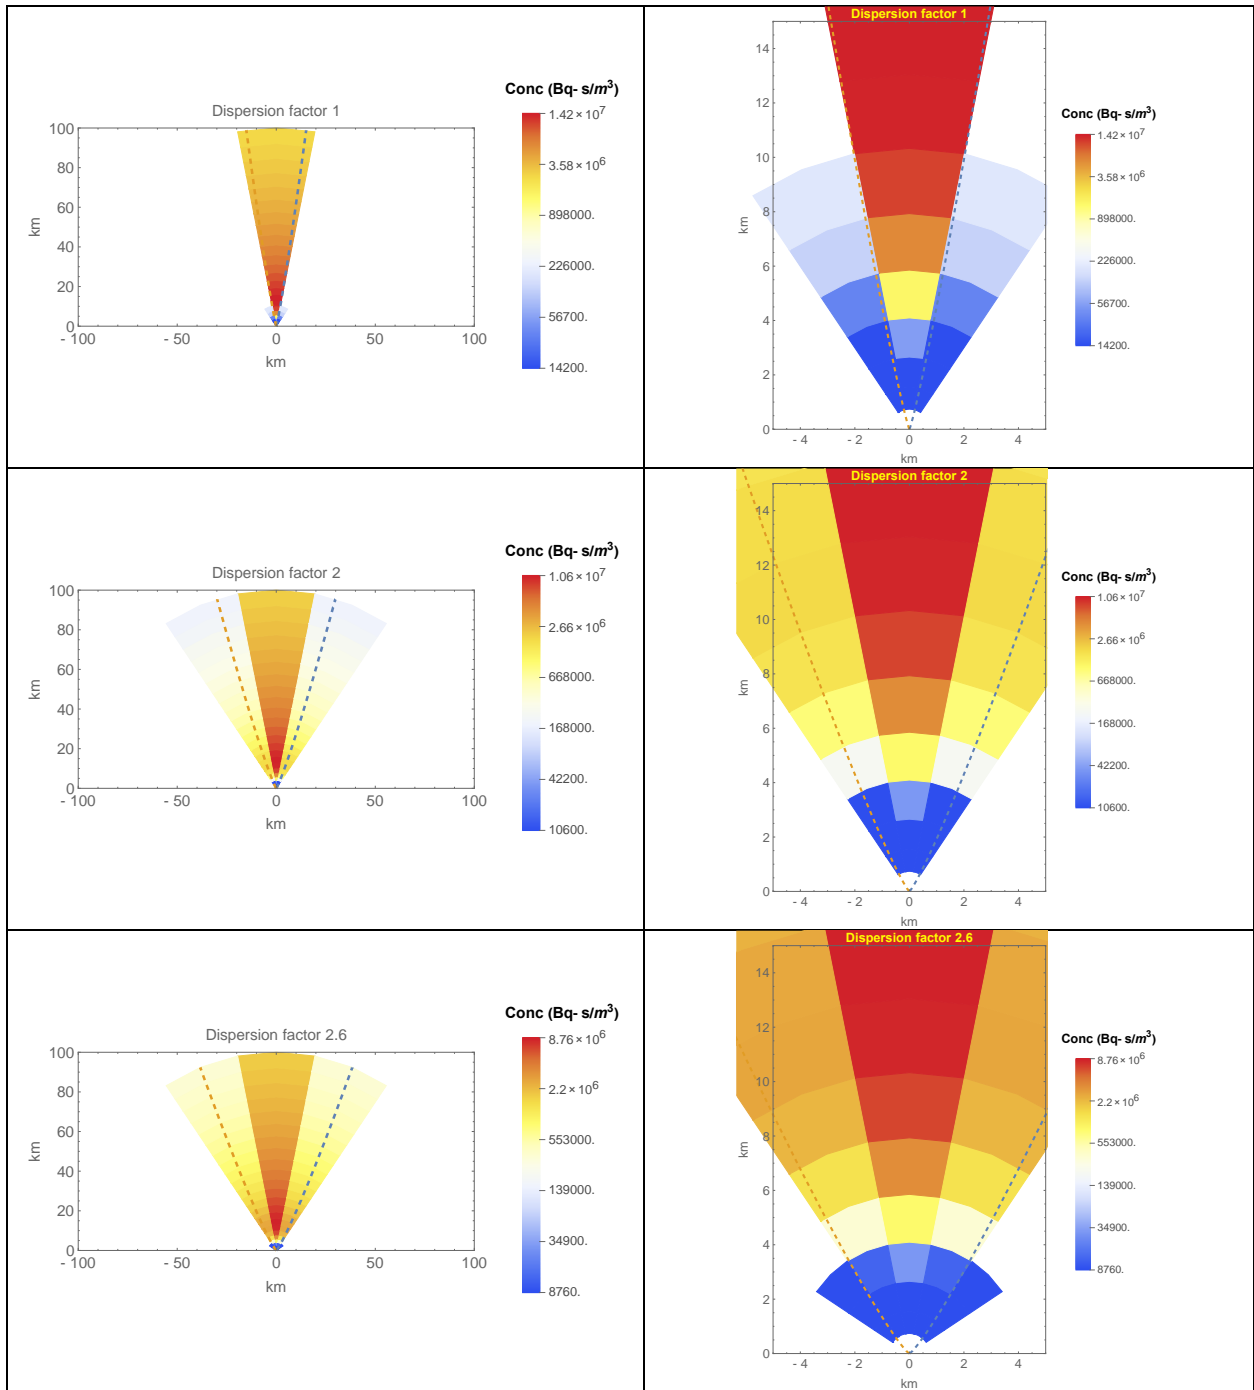 Dispersion factor 1
Conc (Bq- s/m³)
1.42 × 10⁷
3.58 × 10⁶
898000.
226000.
56700.
14200.
100
80
60
40
20
0
km
- 100
- 50
0
50
100
km
Dispersion factor 1
Conc (Bq- s/m³)
1.42 × 10⁷
3.58 × 10⁶
898000.
226000.
56700.
14200.
14
12
10
8
6
4
2
0
km
- 4
- 2
0
2
4
km
Dispersion factor 2
Conc (Bq- s/m³)
1.06 × 10⁷
2.66 × 10⁶
668000.
168000.
42200.
10600.
100
80
60
40
20
0
km
- 100
- 50
0
50
100
km
Dispersion factor 2
Conc (Bq- s/m³)
1.06 × 10⁷
2.66 × 10⁶
668000.
168000.
42200.
10600.
14
12
10
8
6
4
2
0
km
- 4
- 2
0
2
4
km
Dispersion factor 2.6
Conc (Bq- s/m³)
8.76 × 10⁶
2.2 × 10⁶
553000.
139000.
34900.
8760.
100
80
60
40
20
0
km
- 100
- 50
0
50
100
km
Dispersion factor 2.6
Conc (Bq- s/m³)
8.76 × 10⁶
2.2 × 10⁶
553000.
139000.
34900.
8760.
14
12
10
8
6
4
2
0
km
- 4
- 2
0
2
4
km